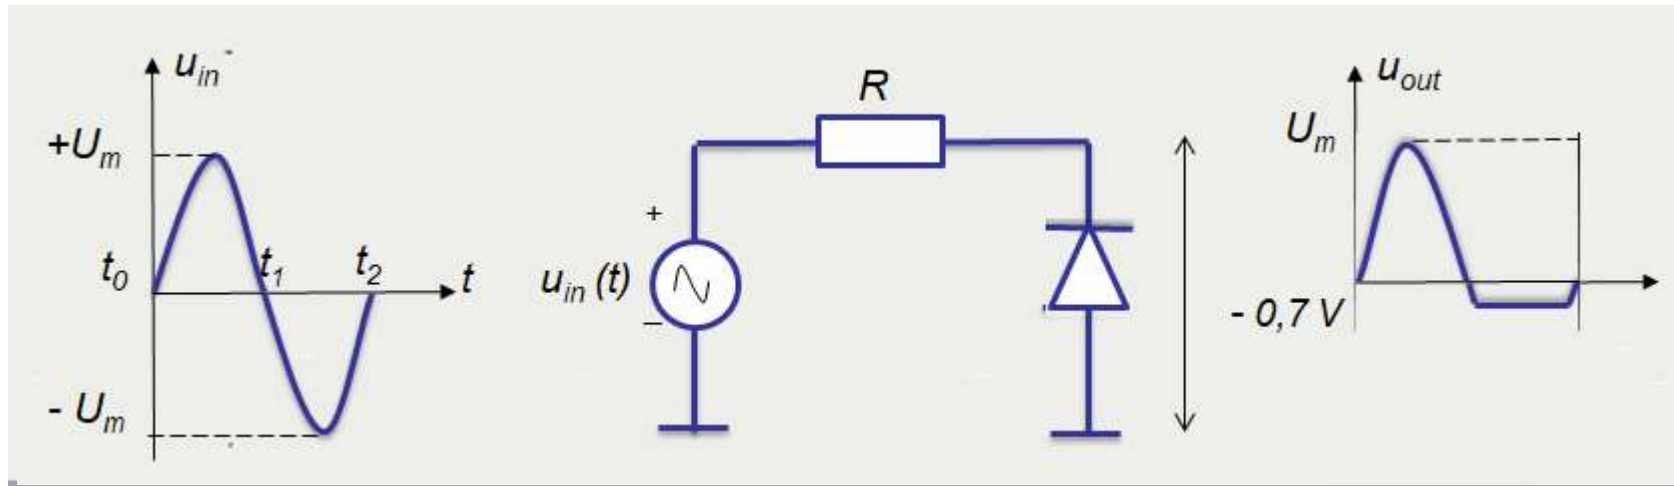 u_in
+U_m
t_0
t_1
t_2
t
- U_m
R
+
u_in (t)
–
u_out
U_m
- 0,7 V